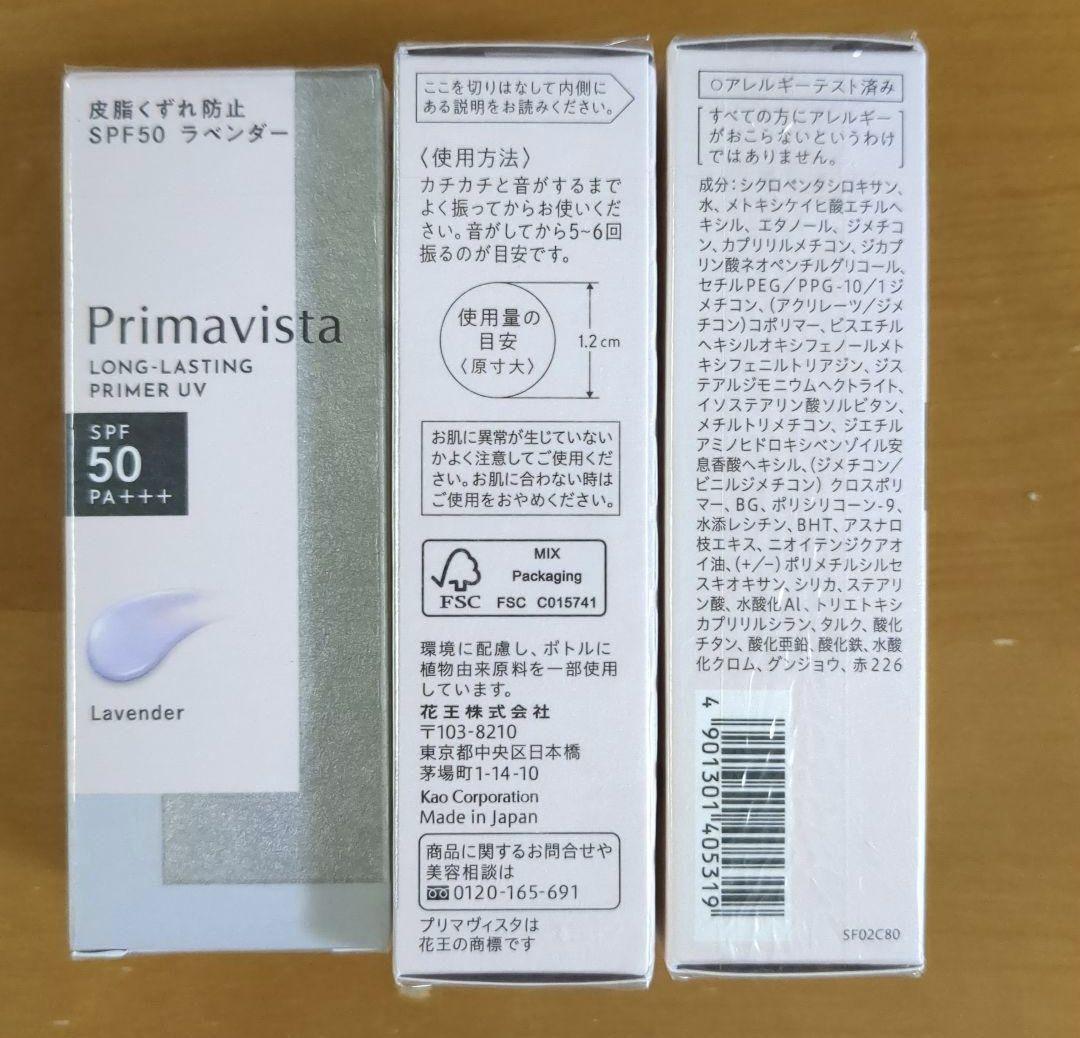 皮脂くずれ防止
SPF50 ラベンダー
Primavista
LONG-LASTING
PRIMER UV
SPF
50
PA+++
Lavender
ここを切りはなして内側に
ある説明をお読みください。
〈使用方法〉
カチカチと音がするまで
よく振ってからお使いくだ
さい。音がしてから5~6回
振るのが目安です。
使用量の
目安
〈原寸大〉
1.2cm
お肌に異常が生じていない
かよく注意してご使用くだ
さい。お肌に合わない時は
ご使用をおやめください。
FSC
MIX
Packaging
FSC C015741
環境に配慮し、ボトルに
植物由来原料を一部使用
しています。
花王株式会社
〒103-8210
東京都中央区日本橋
茅場町1-14-10
Kao Corporation
Made in Japan
商品に関するお問合せや
美容相談は
0120-165-691
プリマヴィスタは
花王の商標です
○アレルギーテスト済み
すべての方にアレルギー
がおこらないというわけ
ではありません。
成分：シクロペンタシロキサン、
水、メトキシケイヒ酸エチルヘ
キシル、エタノール、ジメチコ
ン、カプリリルメチコン、ジカプ
リン酸ネオペンチルグリコール、
セチルPEG／PPG-10／1ジ
メチコン、(アクリレーツ／ジメ
チコン)コポリマー、ビスエチル
ヘキシルオキシフェノールメト
キシフェニルトリアジン、ジス
テアルジモニウムヘクトライト、
イソステアリン酸ソルビタン、
メチルトリメチコン、ジエチル
アミノヒドロキシベンゾイル安
息香酸ヘキシル、(ジメチコン／
ビニルジメチコン) クロスポリ
マー、BG、ポリシリコーン-9、
水添レシチン、BHT、アスナロ
枝エキス、ニオイテンジクアオ
イ油、(+/−)ポリメチルシルセ
スキオキサン、シリカ、ステアリ
ン酸、水酸化Al、トリエトキシ
カプリリルシラン、タルク、酸化
チタン、酸化亜鉛、酸化鉄、水酸
化クロム、グンジョウ、赤226
4 901301 405319
SF02C80